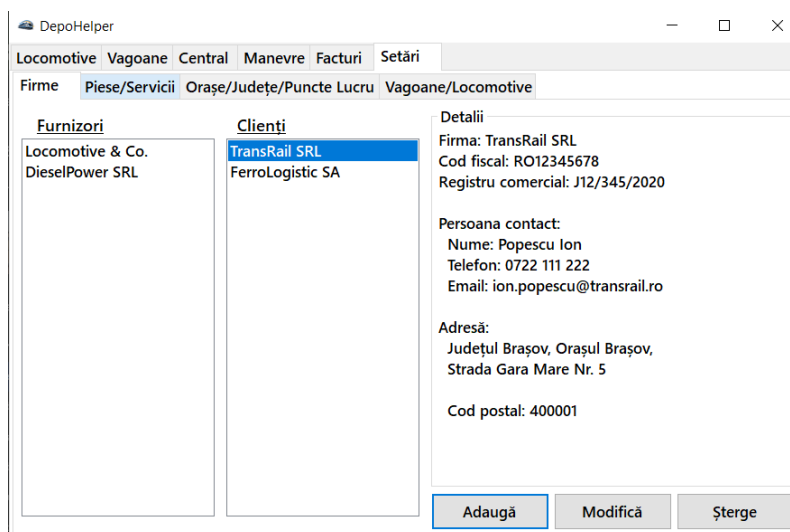 DepoHelper
Locomotive Vagoane Central Manevre Facturi Setări
Firme Piese/Servicii Orașe/Județe/Puncte Lucru Vagoane/Locomotive
Furnizori
Locomotive & Co.
DieselPower SRL
Clienți
TransRail SRL
FerroLogistic SA
Detalii
Firma: TransRail SRL
Cod fiscal: RO12345678
Registru comercial: J12/345/2020
Persoana contact:
Nume: Popescu Ion
Telefon: 0722 111 222
Email: ion.popescu@transrail.ro
Adresă:
Județul Brașov, Orașul Brașov,
Strada Gara Mare Nr. 5
Cod postal: 400001
Adaugă Modifică Șterge